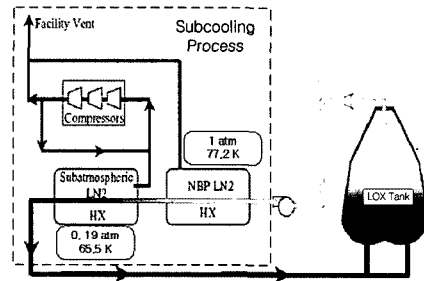 Facility Vent
Subcooling
Process
Compressors
1 atm
77.2 K
Subatmospheric
LN2
HX
NBP LN2
HX
LOX Tank
0, 19 atm
65,5 K